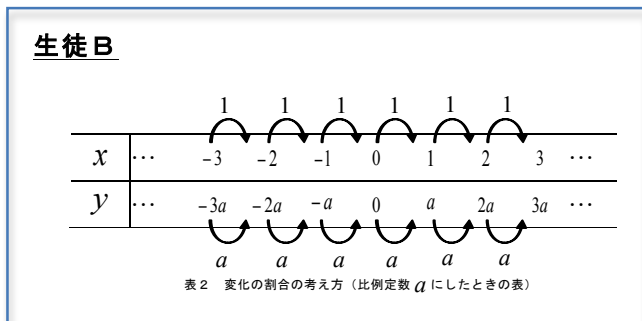 生徒B
1 1 1 1 1 1
x … -3 -2 -1 0 1 2 3 …
y … -3a -2a -a 0 a 2a 3a …
a a a a a a
表2 変化の割合の考え方（比例定数 a にしたときの表）